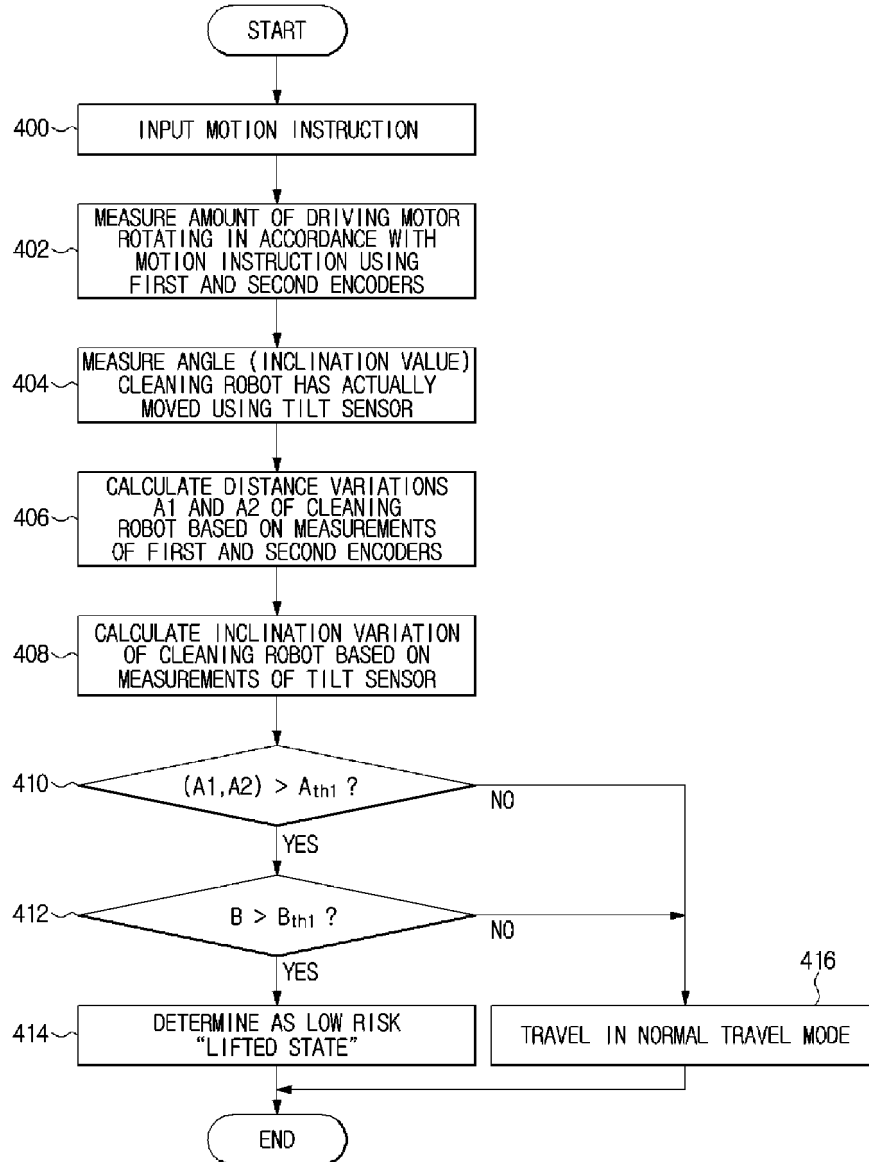 START
400
INPUT MOTION INSTRUCTION
402
MEASURE AMOUNT OF DRIVING MOTOR
ROTATING IN ACCORDANCE WITH
MOTION INSTRUCTION USING
FIRST AND SECOND ENCODERS
404
MEASURE ANGLE (INCLINATION VALUE)
CLEANING ROBOT HAS ACTUALLY
MOVED USING TILT SENSOR
406
CALCULATE DISTANCE VARIATIONS
A1 AND A2 OF CLEANING
ROBOT BASED ON MEASUREMENTS
OF FIRST AND SECOND ENCODERS
408
CALCULATE INCLINATION VARIATION
OF CLEANING ROBOT BASED ON
MEASUREMENTS OF TILT SENSOR
410
(A1,A2) > Ath1 ?
NO
YES
412
B > Bth1 ?
NO
YES
416
414
DETERMINE AS LOW RISK
“LIFTED STATE”
TRAVEL IN NORMAL TRAVEL MODE
END